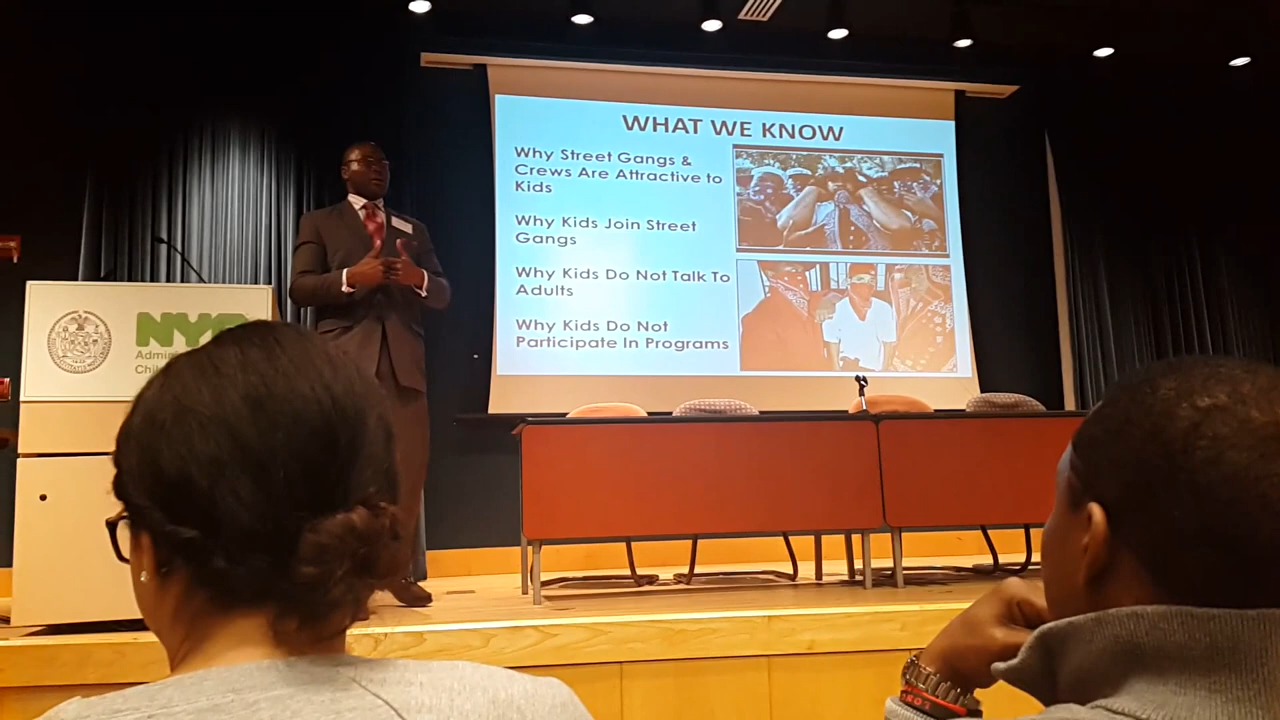 WHAT WE KNOW
Why Street Gangs &
Crews Are Attractive to
Kids
Why Kids Join Street
Gangs
Why Kids Do Not Talk To
Adults
Why Kids Do Not
Participate In Programs
NYC